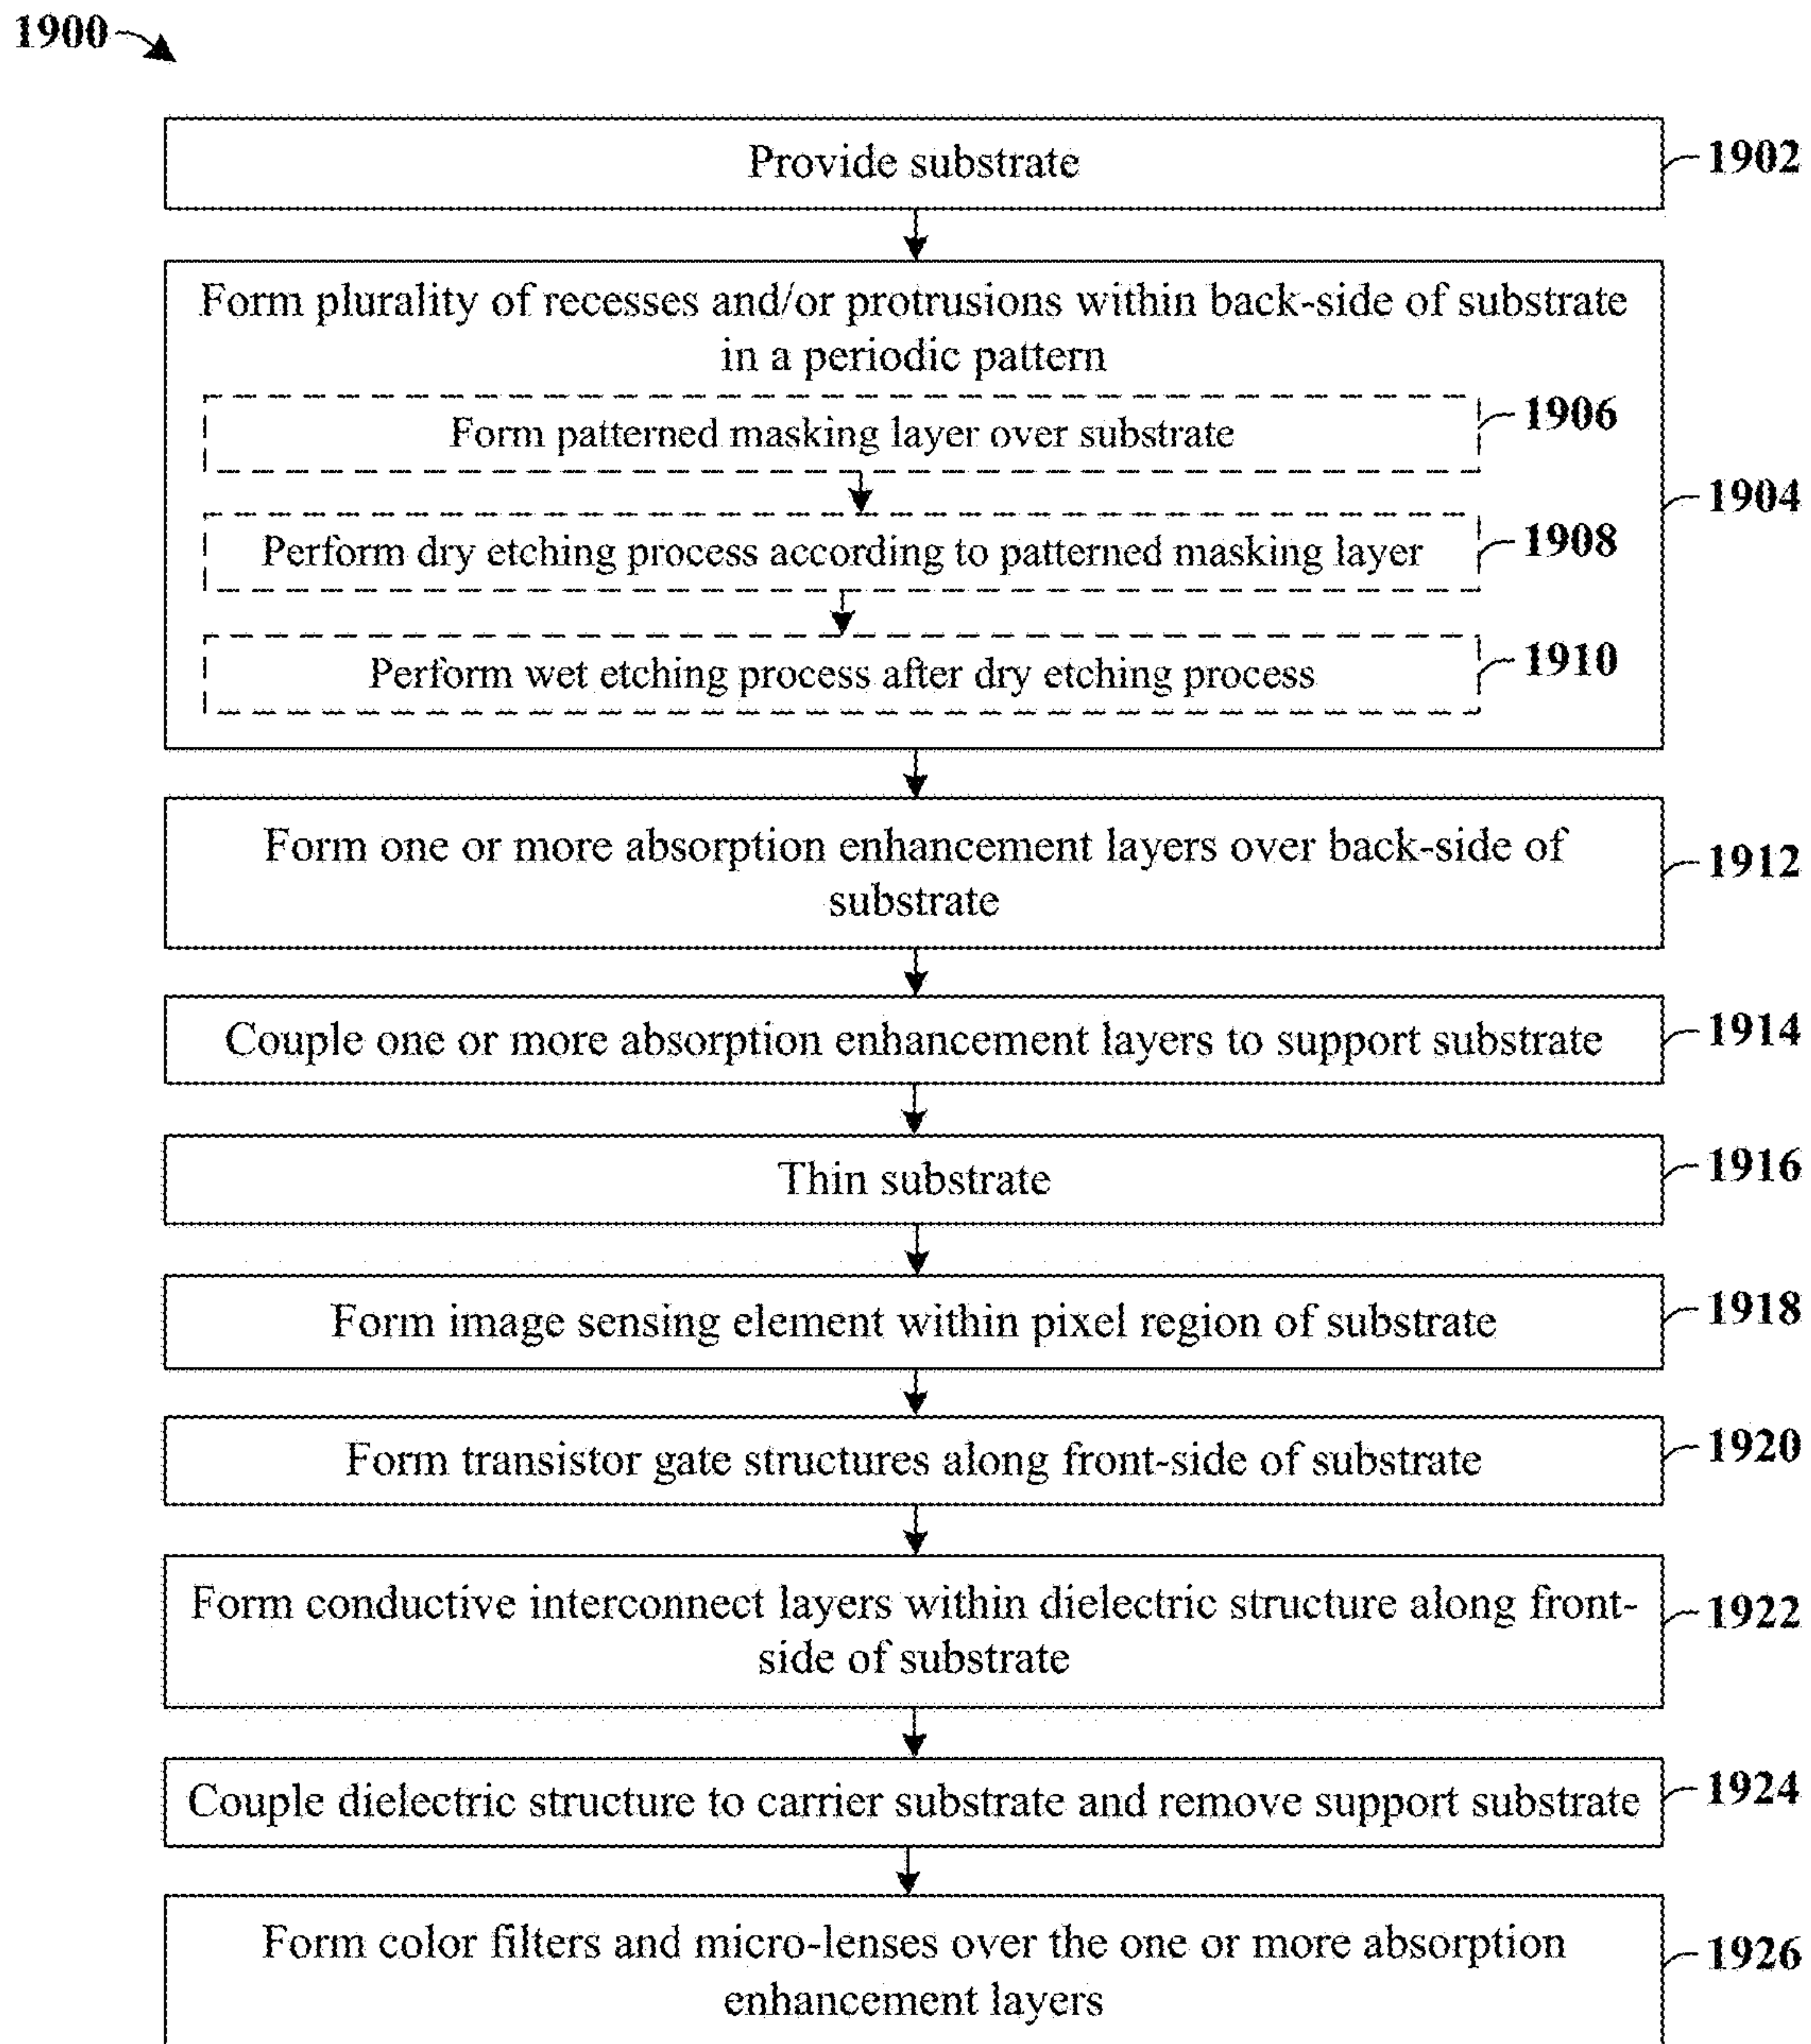 1900
Provide substrate
1902
Form plurality of recesses and/or protrusions within back-side of substrate
in a periodic pattern
1906
Form patterned masking layer over substrate
1904
1908
Perform dry etching process according to patterned masking layer
1910
Perform wet etching process after dry etching process
Form one or more absorption enhancement layers over back-side of
substrate
1912
Couple one or more absorption enhancement layers to support substrate
1914
Thin substrate
1916
Form image sensing element within pixel region of substrate
1918
Form transistor gate structures along front-side of substrate
1920
Form conductive interconnect layers within dielectric structure along front-
side of substrate
1922
Couple dielectric structure to carrier substrate and remove support substrate
1924
Form color filters and micro-lenses over the one or more absorption
enhancement layers
1926